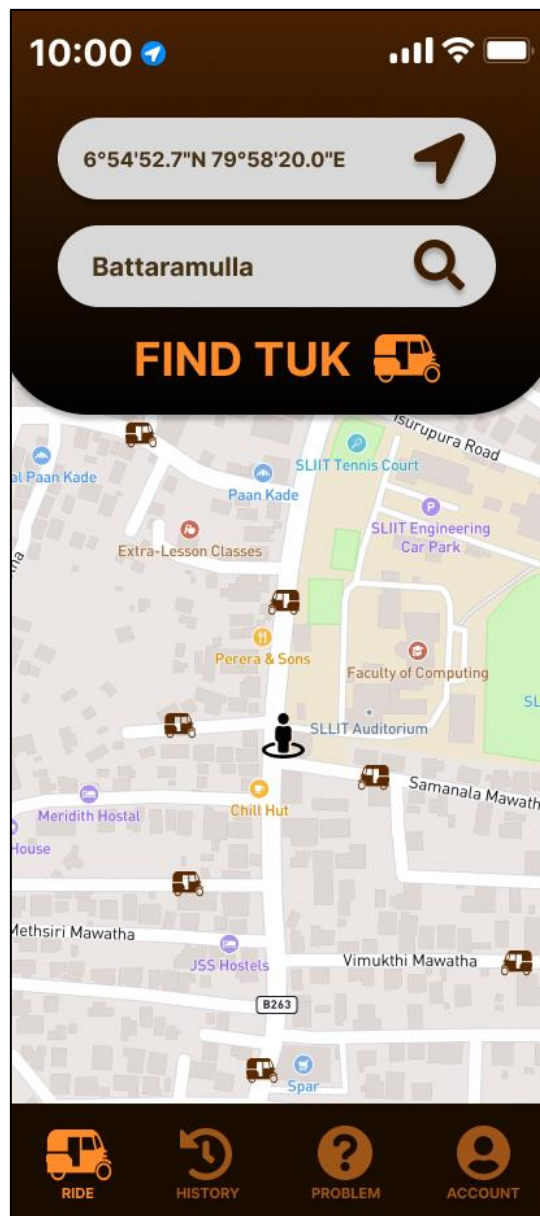 10:00
6°54'52.7"N 79°58'20.0"E
Battaramulla
FIND TUK
Isurupura Road
SLIIT Tennis Court
al Paan Kade
Paan Kade
P
SLIIT Engineering
Car Park
Extra-Lesson Classes
Perera & Sons
Faculty of Computing
SL
SLLIT Auditorium
Samanala Mawath
Chill Hut
Meridith Hostal
House
Methsiri Mawatha
JSS Hostels
Vimukthi Mawatha
B263
Spar
RIDE
HISTORY
?
PROBLEM
ACCOUNT